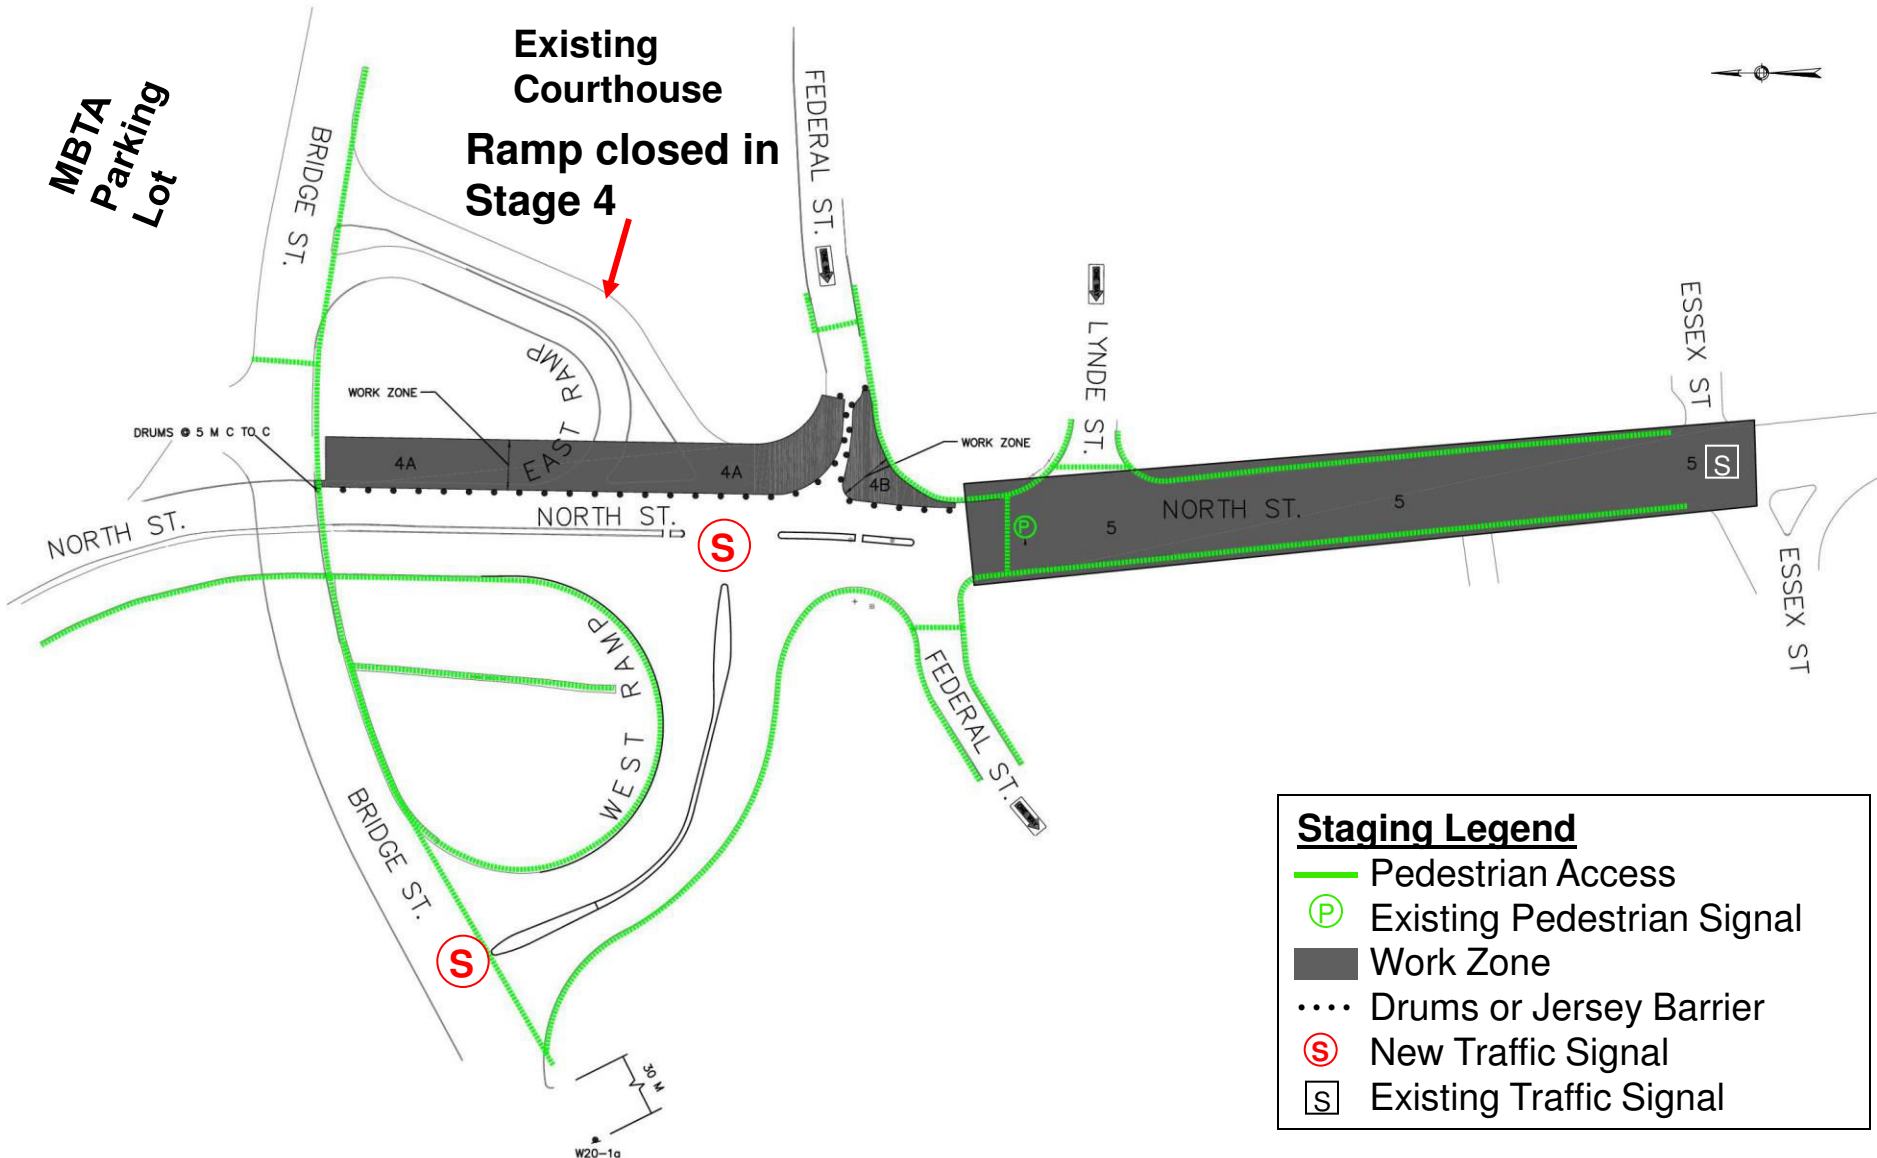 Existing
Courthouse
Ramp closed in
Stage 4
MBTA
Parking
Lot
BRIDGE ST.
FEDERAL ST.
LYNDE ST.
ESSEX ST
EAST RAMP
WORK ZONE
DRUMS @ 5 M C TO C
4A
4A
4B
WORK ZONE
NORTH ST.
NORTH ST.
S
P
5
NORTH ST.
5
5
S
ESSEX ST
WEST RAMP
FEDERAL ST.
BRIDGE ST.
S
30 M
W20-1a
Staging Legend
Pedestrian Access
P Existing Pedestrian Signal
Work Zone
Drums or Jersey Barrier
S New Traffic Signal
S Existing Traffic Signal